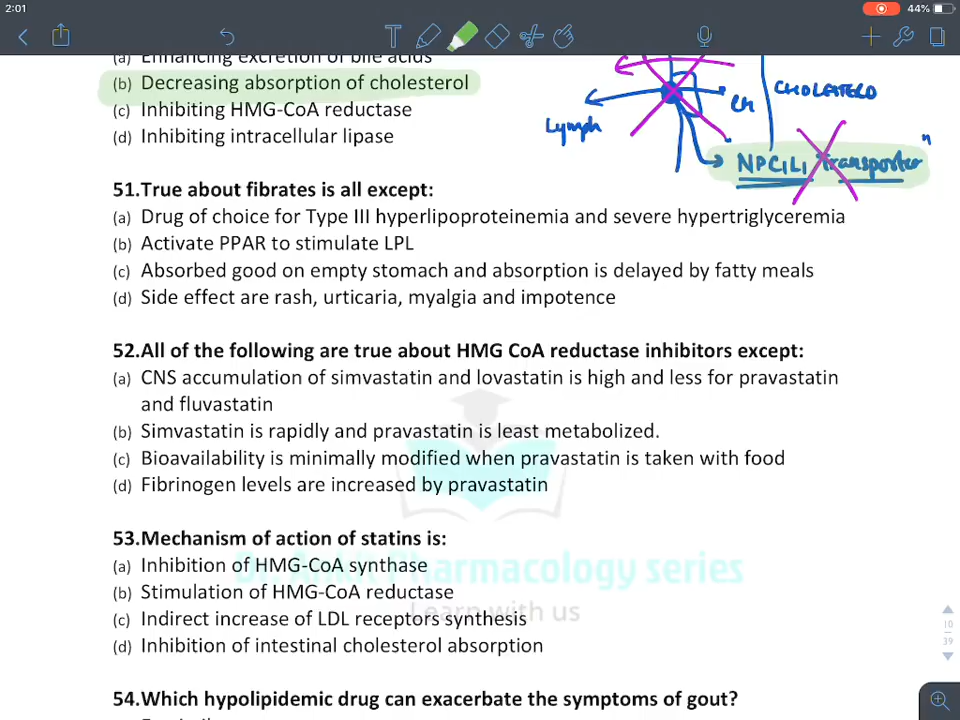 2:01
44%
(a) Enhancing excretion of bile acids
(b) Decreasing absorption of cholesterol
(c) Inhibiting HMG-CoA reductase
(d) Inhibiting intracellular lipase
CHOLESTERO
CH
Lymph
NPC1L1 Transporter
51.True about fibrates is all except:
(a) Drug of choice for Type III hyperlipoproteinemia and severe hypertriglyceremia
(b) Activate PPAR to stimulate LPL
(c) Absorbed good on empty stomach and absorption is delayed by fatty meals
(d) Side effect are rash, urticaria, myalgia and impotence
52.All of the following are true about HMG CoA reductase inhibitors except:
(a) CNS accumulation of simvastatin and lovastatin is high and less for pravastatin
and fluvastatin
(b) Simvastatin is rapidly and pravastatin is least metabolized.
(c) Bioavailability is minimally modified when pravastatin is taken with food
(d) Fibrinogen levels are increased by pravastatin
53.Mechanism of action of statins is:
(a) Inhibition of HMG-CoA synthase
Dr. Ankit Pharmacology series
(b) Stimulation of HMG-CoA reductase
Learn with us
(c) Indirect increase of LDL receptors synthesis
(d) Inhibition of intestinal cholesterol absorption
10
39
54.Which hypolipidemic drug can exacerbate the symptoms of gout?